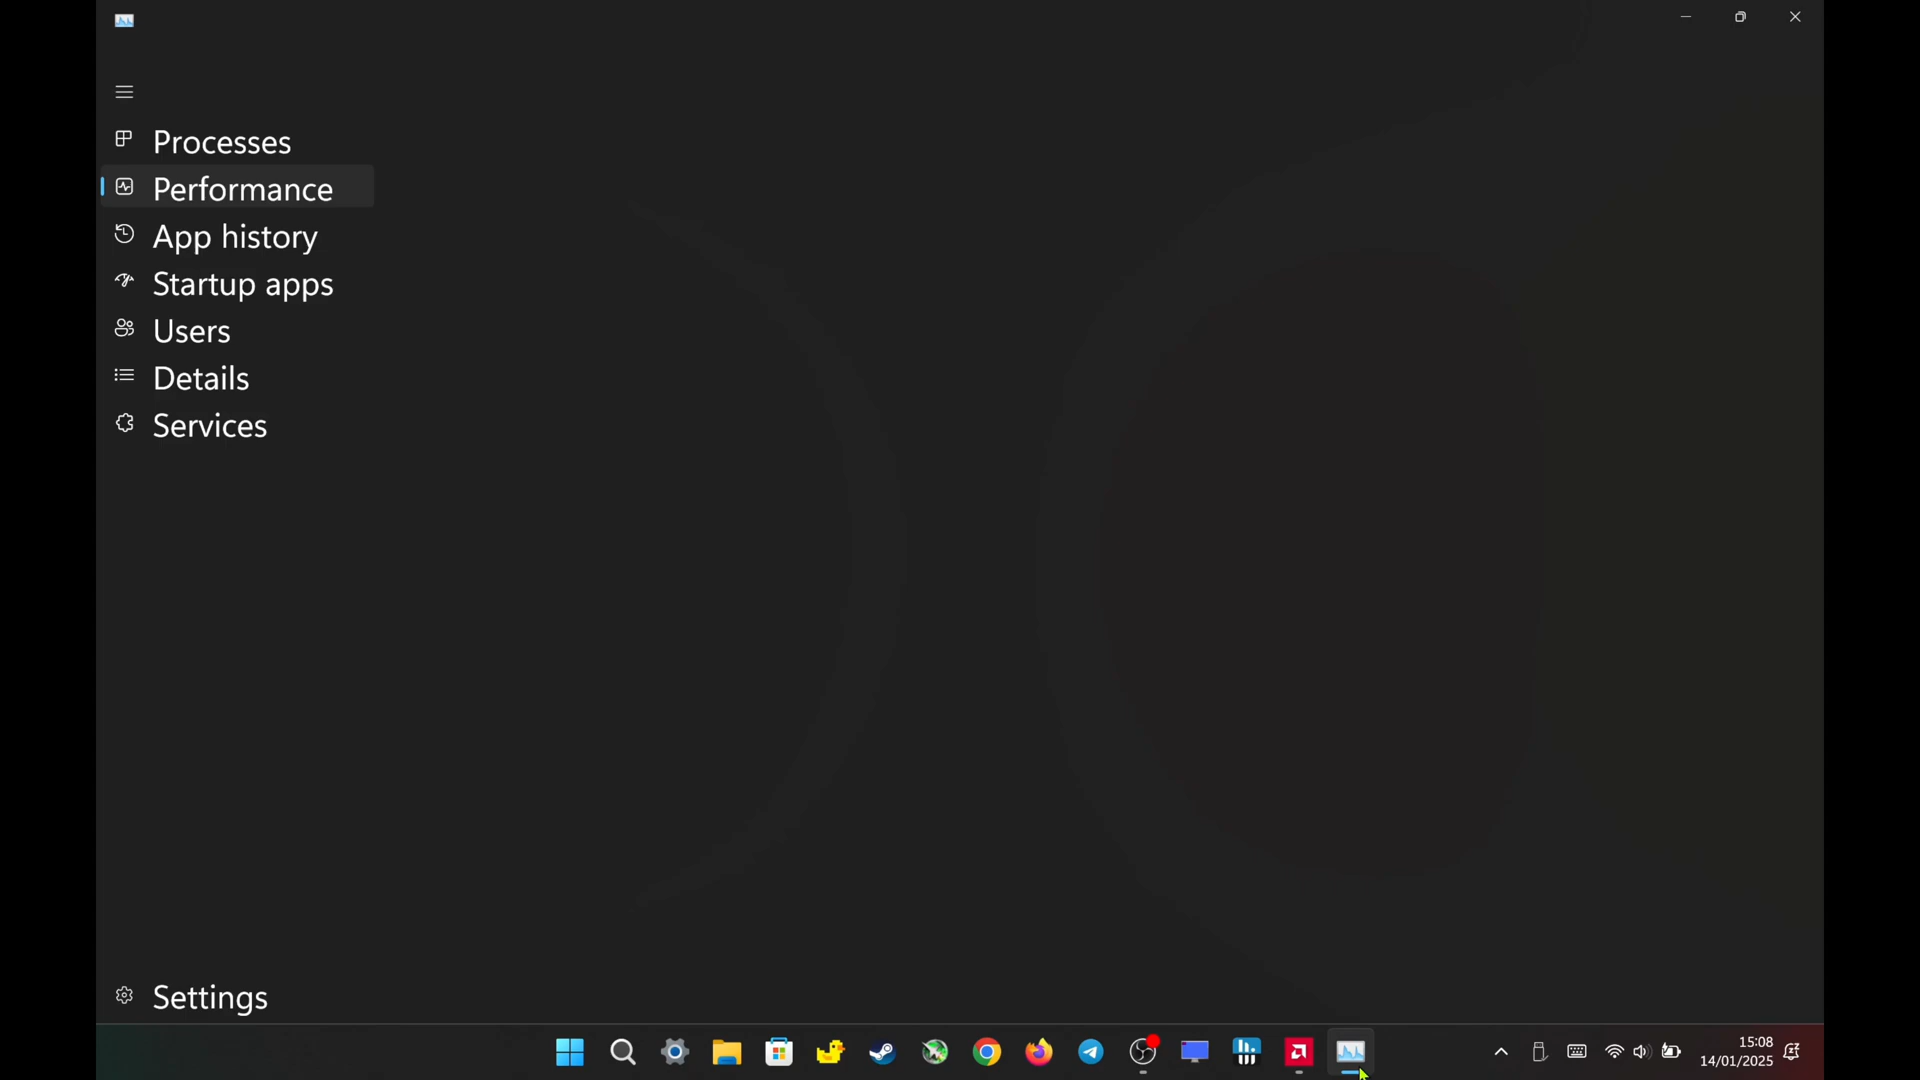 Processes
Performance
App history
Startup apps
Users
Details
Services
Settings
15:08
14/01/2025